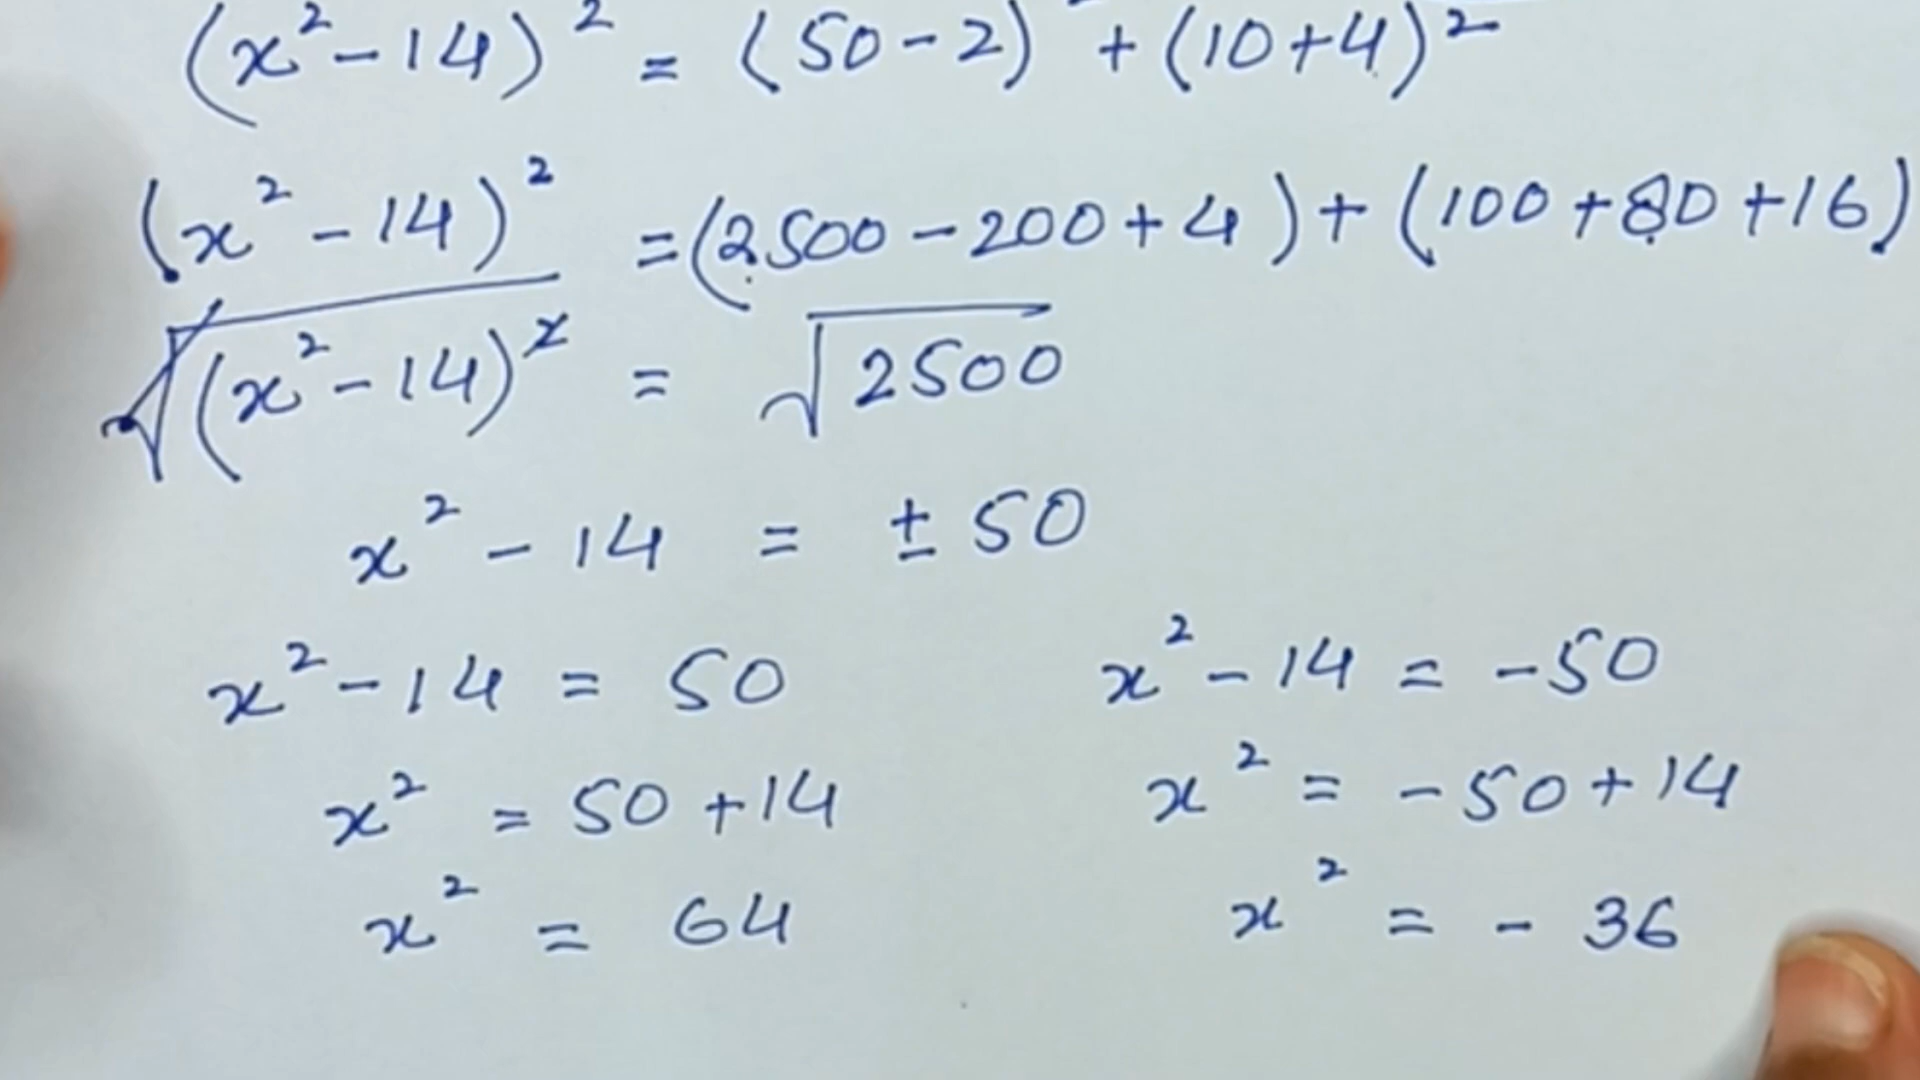 (x²-14)² = (50-2)² + (10+4)²
(x²-14)² = (2500-200+4)+(100+80+16)
√(x²-14)² = √2500
x²-14 = ±50
x²-14 = 50 x²-14 = -50
x² = 50+14 x² = -50+14
x² = 64 x² = -36